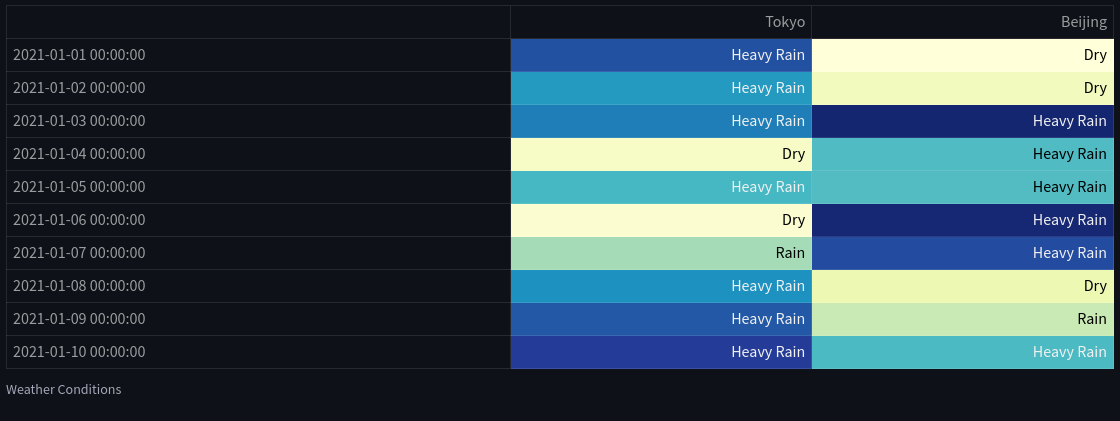 Tokyo Beijing
2021-01-01 00:00:00 Heavy Rain Dry
2021-01-02 00:00:00 Heavy Rain Dry
2021-01-03 00:00:00 Heavy Rain Heavy Rain
2021-01-04 00:00:00 Dry Heavy Rain
2021-01-05 00:00:00 Heavy Rain Heavy Rain
2021-01-06 00:00:00 Dry Heavy Rain
2021-01-07 00:00:00 Rain Heavy Rain
2021-01-08 00:00:00 Heavy Rain Dry
2021-01-09 00:00:00 Heavy Rain Rain
2021-01-10 00:00:00 Heavy Rain Heavy Rain
Weather Conditions